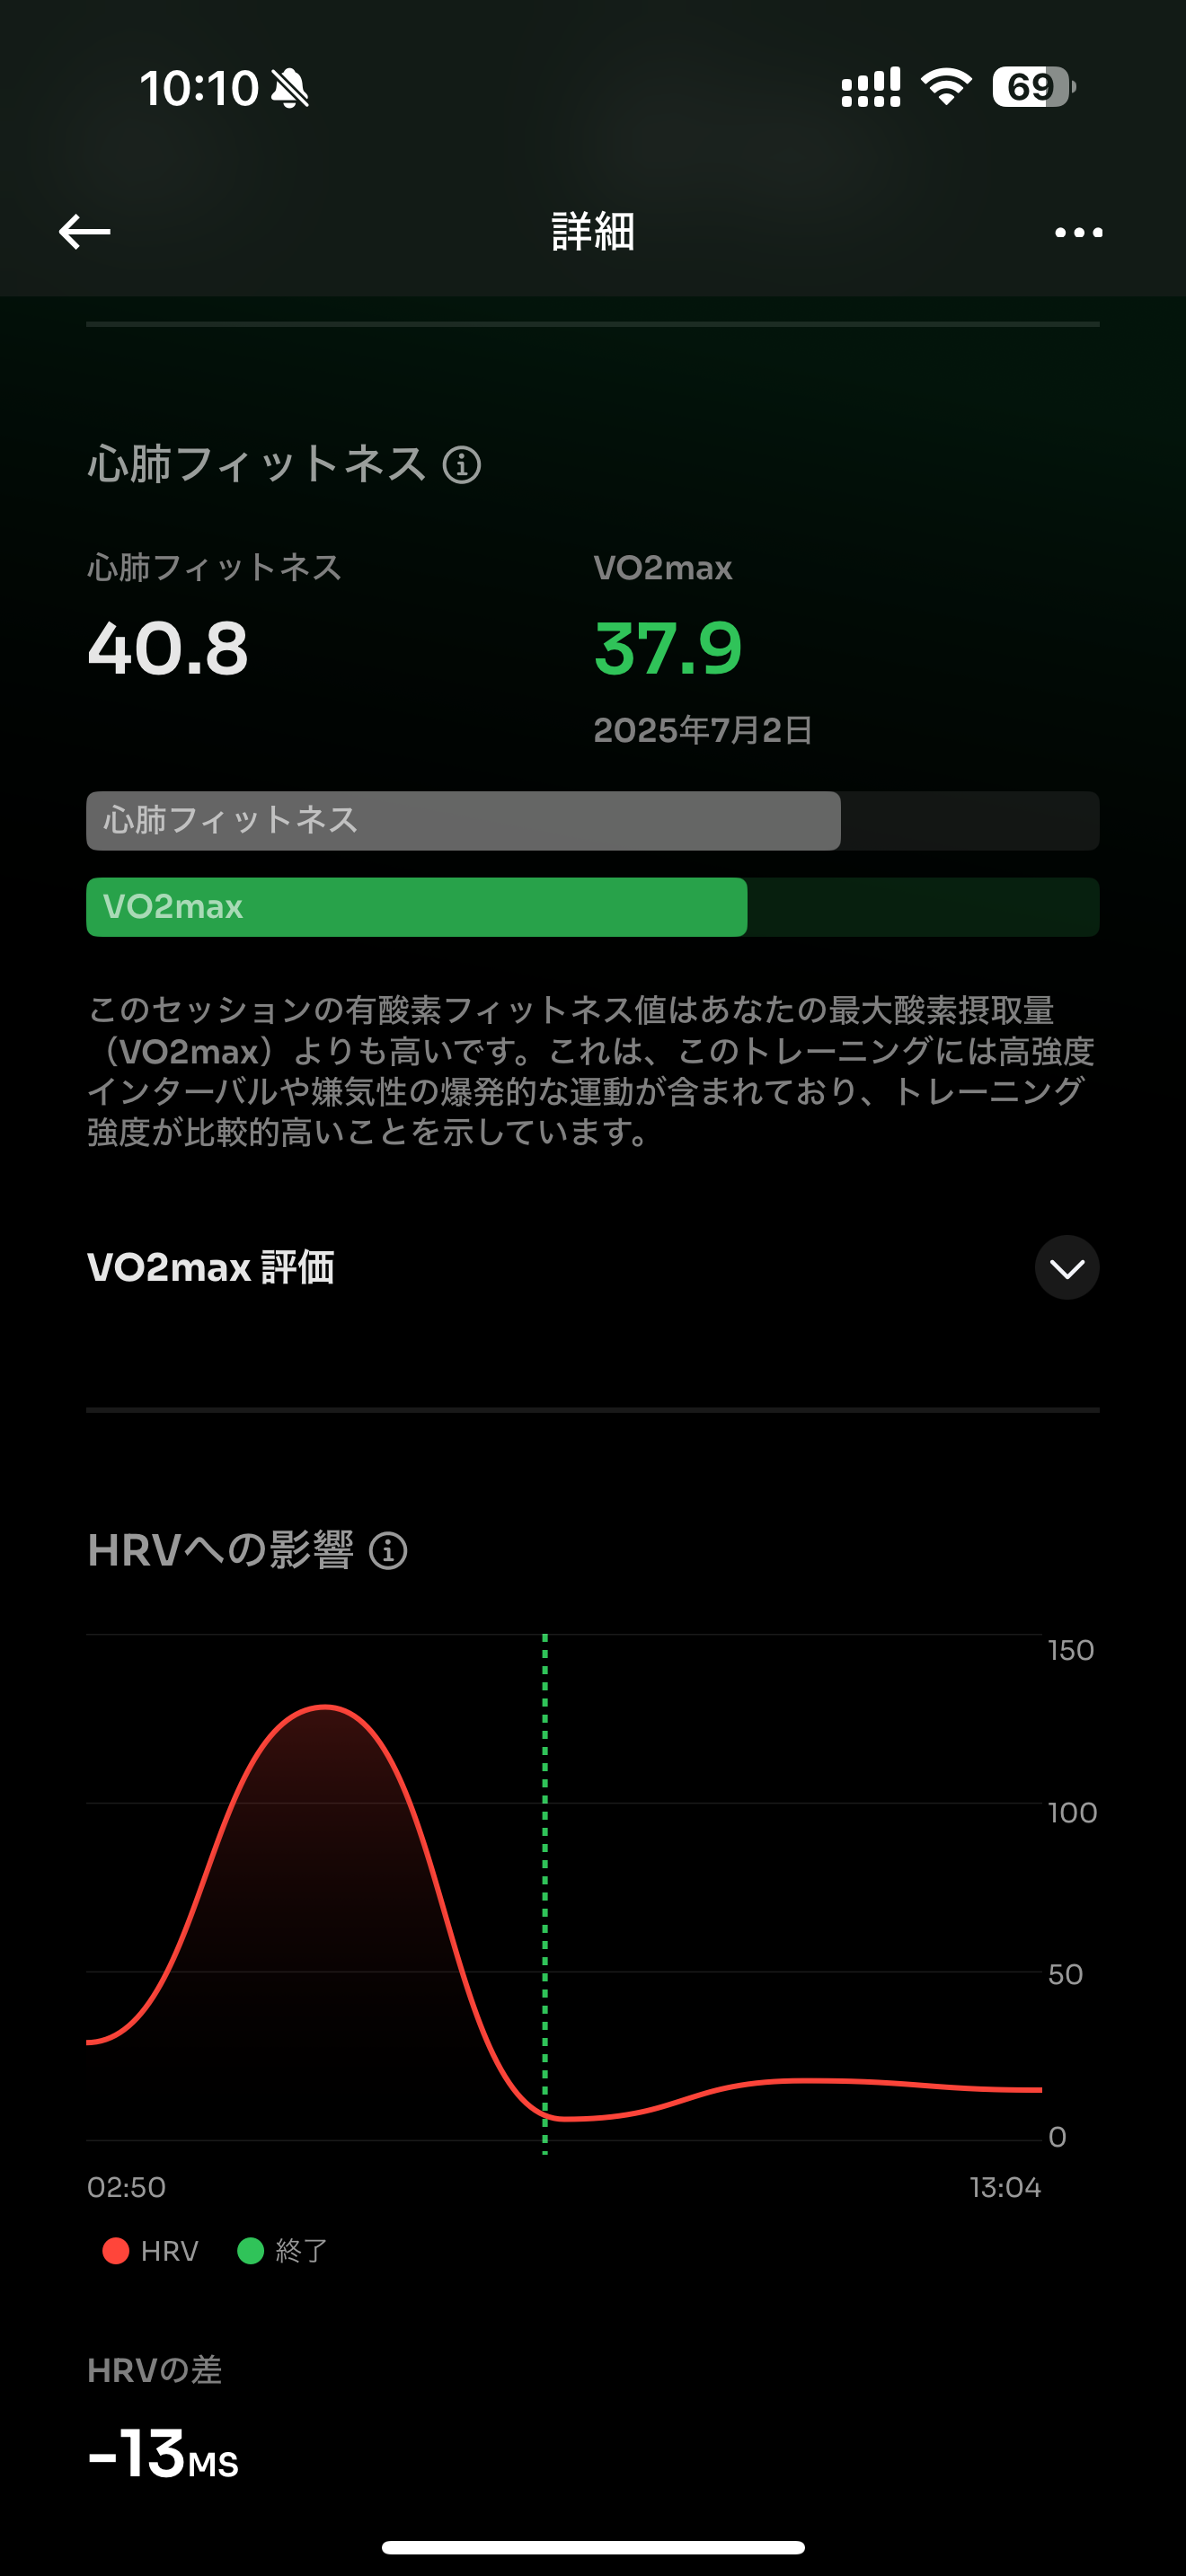 10:10
69
詳細
心肺フィットネス
心肺フィットネス
VO2max
40.8
37.9
2025年7月2日
心肺フィットネス
VO2max
このセッションの有酸素フィットネス値はあなたの最大酸素摂取量
（VO2max）よりも高いです。これは、このトレーニングには高強度
インターバルや嫌気性の爆発的な運動が含まれており、トレーニング
強度が比較的高いことを示しています。
VO2max 評価
HRVへの影響
150
100
50
0
02:50
13:04
HRV
終了
HRVの差
-13MS